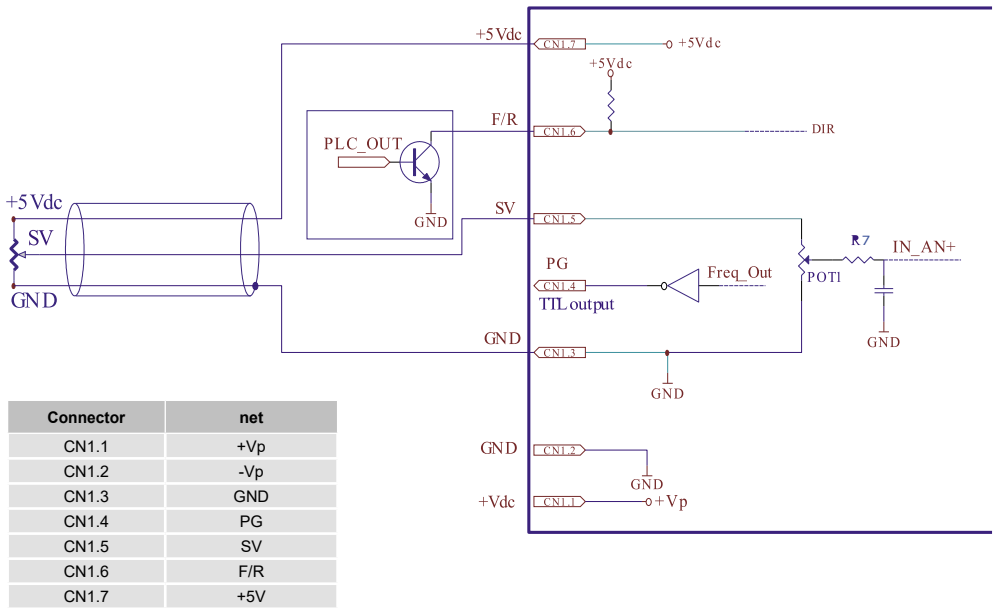 +5Vdc
CN1.7
+5Vdc
+5Vdc
F/R
CN1.6
DIR
PLC_OUT
GND
+5Vdc
SV
GND
SV
CN1.5
R7
IN_AN+
POT1
GND
PG
CN1.4
TTL output
Freq_Out
GND
CN1.3
GND
GND
CN1.2
GND
+Vdc
CN1.1
+Vp
Connector net
CN1.1 +Vp
CN1.2 -Vp
CN1.3 GND
CN1.4 PG
CN1.5 SV
CN1.6 F/R
CN1.7 +5V